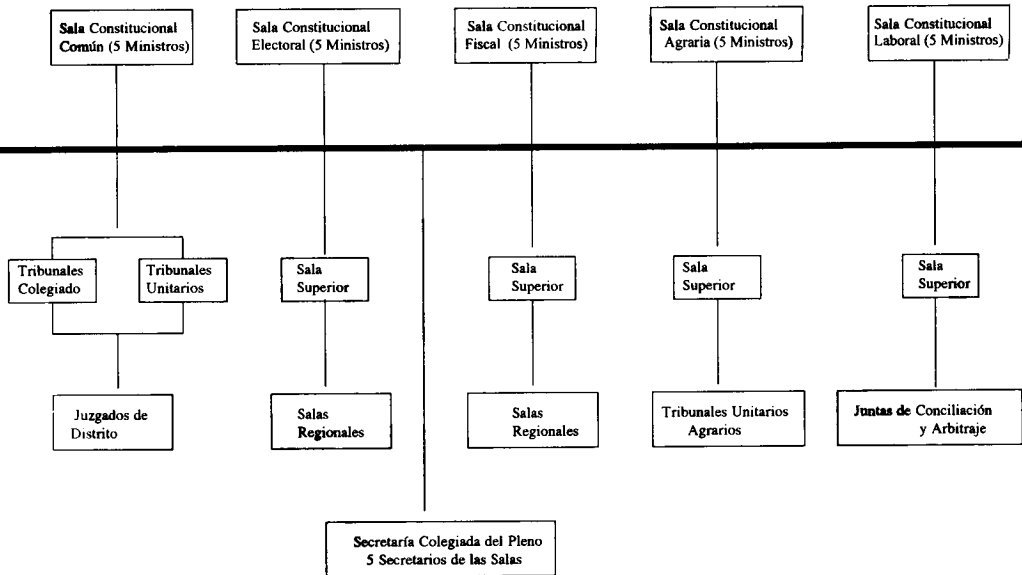 Sala Constitucional
Común (5 Ministros)
Sala Constitucional
Electoral (5 Ministros)
Sala Constitucional
Fiscal (5 Ministros)
Sala Constitucional
Agraria (5 Ministros)
Sala Constitucional
Laboral (5 Ministros)
Tribunales
Colegiado
Tribunales
Unitarios
Sala
Superior
Sala
Superior
Sala
Superior
Sala
Superior
Juzgados de
Distrito
Salas
Regionales
Salas
Regionales
Tribunales Unitarios
Agrarios
Juntas de Conciliación
y Arbitraje
Secretaría Colegiada del Pleno
5 Secretarios de las Salas